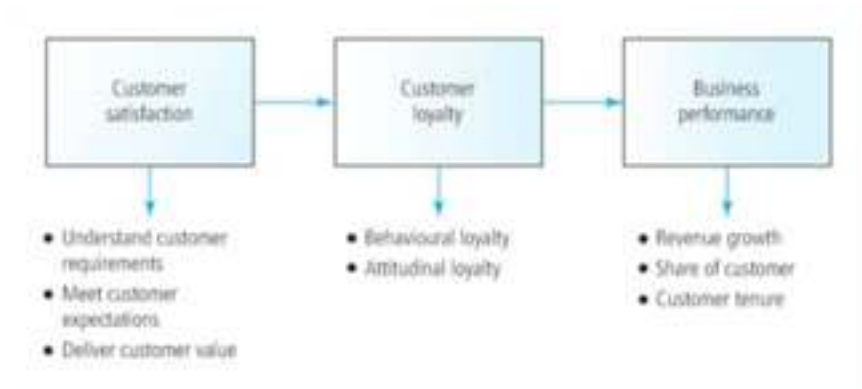 Customer
satisfaction
Customer
loyalty
Business
performance
• Understand customer
requirements
• Meet customer
expectations
• Deliver customer value
• Behavioural loyalty
• Attitudinal loyalty
• Revenue growth
• Share of customer
• Customer tenure